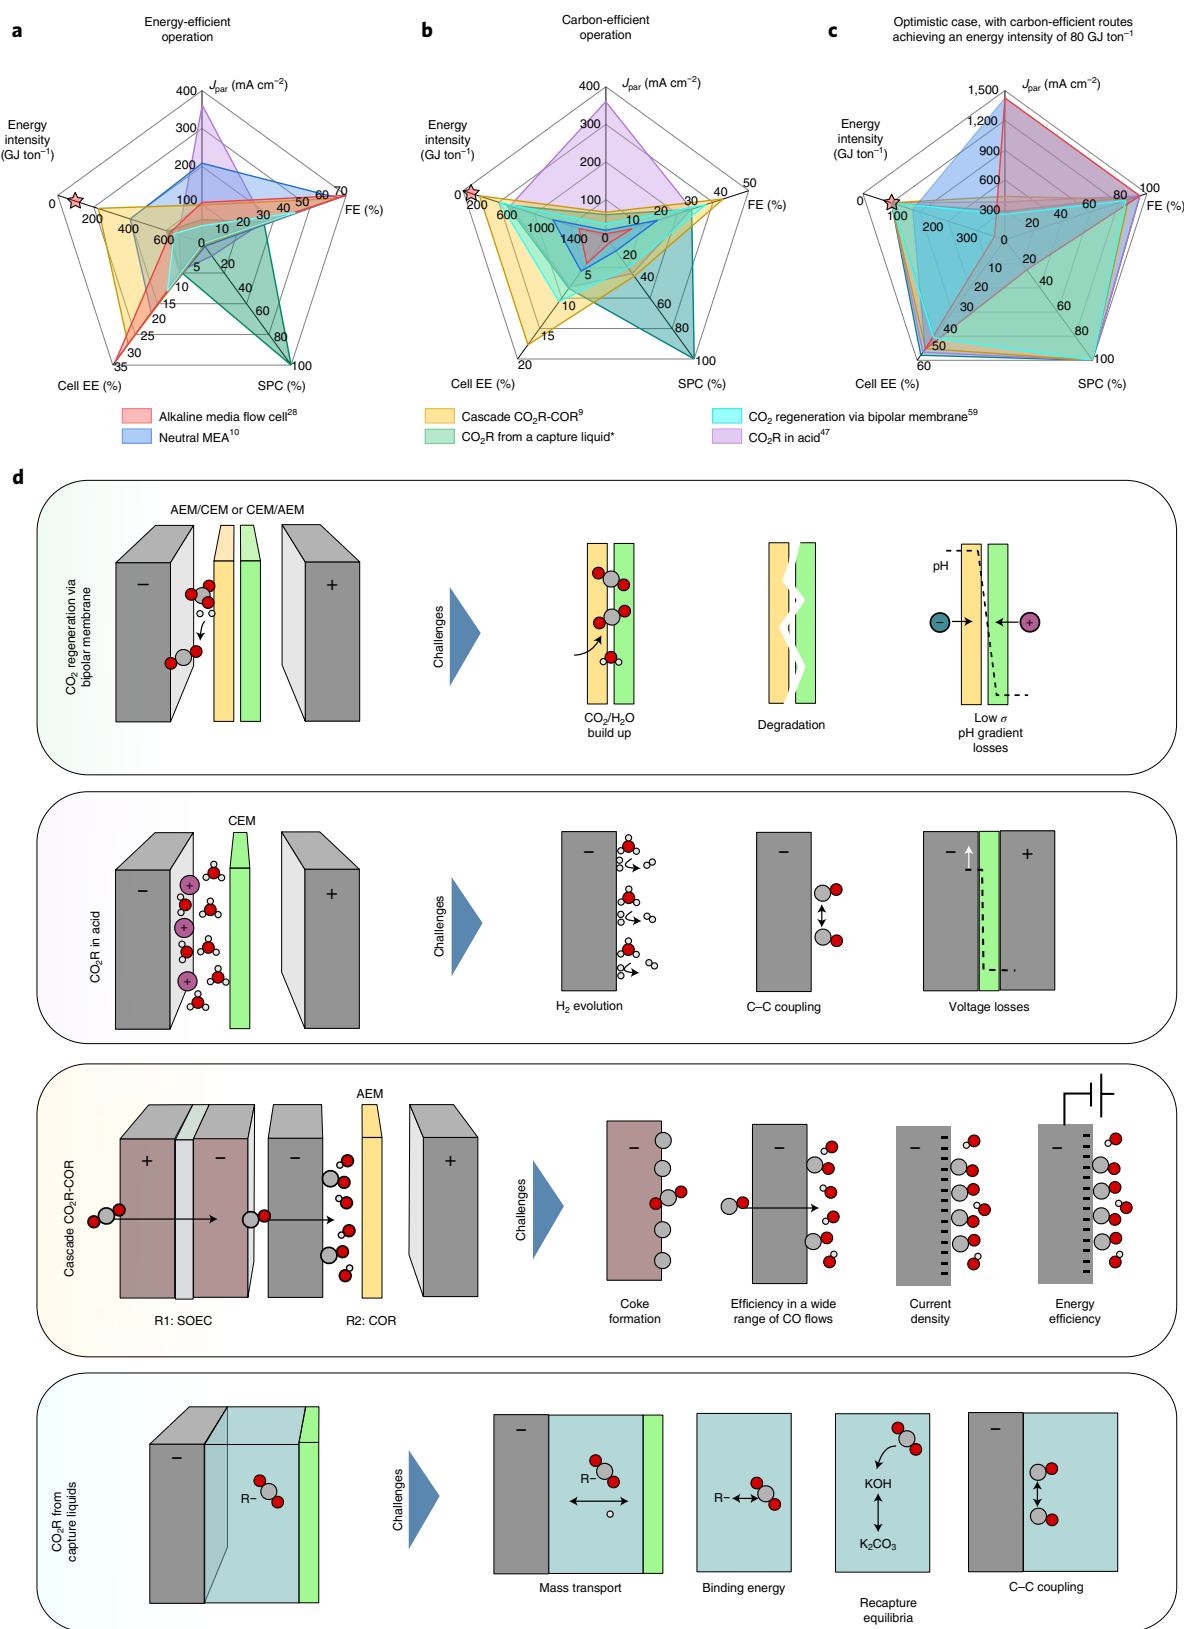 a
Energy-efficient
operation
400
J_par (mA cm⁻²)
300
200
100
Energy
intensity
(GJ ton⁻¹)
0
200
400
600
70
60
50
40
30
20
10
FE (%)
0
5
10
15
20
25
30
35
20
40
60
80
100
Cell EE (%)
SPC (%)
b
Carbon-efficient
operation
400
J_par (mA cm⁻²)
300
200
100
Energy
intensity
(GJ ton⁻¹)
0
200
600
1000
1400
0
10
20
30
40
50
FE (%)
5
10
15
20
20
40
60
80
100
Cell EE (%)
SPC (%)
c
Optimistic case, with carbon-efficient routes
achieving an energy intensity of 80 GJ ton⁻¹
1,500
J_par (mA cm⁻²)
1,200
900
600
300
0
Energy
intensity
(GJ ton⁻¹)
0
100
200
300
20
40
60
80
100
FE (%)
10
20
30
40
50
60
20
40
60
80
100
Cell EE (%)
SPC (%)
Alkaline media flow cell²⁸
Cascade CO₂R-COR⁹
CO₂ regeneration via bipolar membrane⁵⁹
Neutral MEA¹⁰
CO₂R from a capture liquid*
CO₂R in acid⁴⁷
d
CO₂ regeneration via
bipolar membrane
AEM/CEM or CEM/AEM
−
+
Challenges
CO₂/H₂O
build up
Degradation
pH
−
+
Low σ
pH gradient
losses
CO₂R in acid
CEM
−
+
+
+
+
Challenges
−
H₂ evolution
−
C–C coupling
−
+
Voltage losses
Cascade CO₂R-COR
AEM
+
−
−
+
R1: SOEC
R2: COR
Challenges
−
Coke
formation
−
Efficiency in a wide
range of CO flows
−
Current
density
−
Energy
efficiency
CO₂R from
capture liquids
−
R−
Challenges
−
R−
Mass transport
R−
Binding energy
KOH
K₂CO₃
Recapture
equilibria
−
C–C coupling